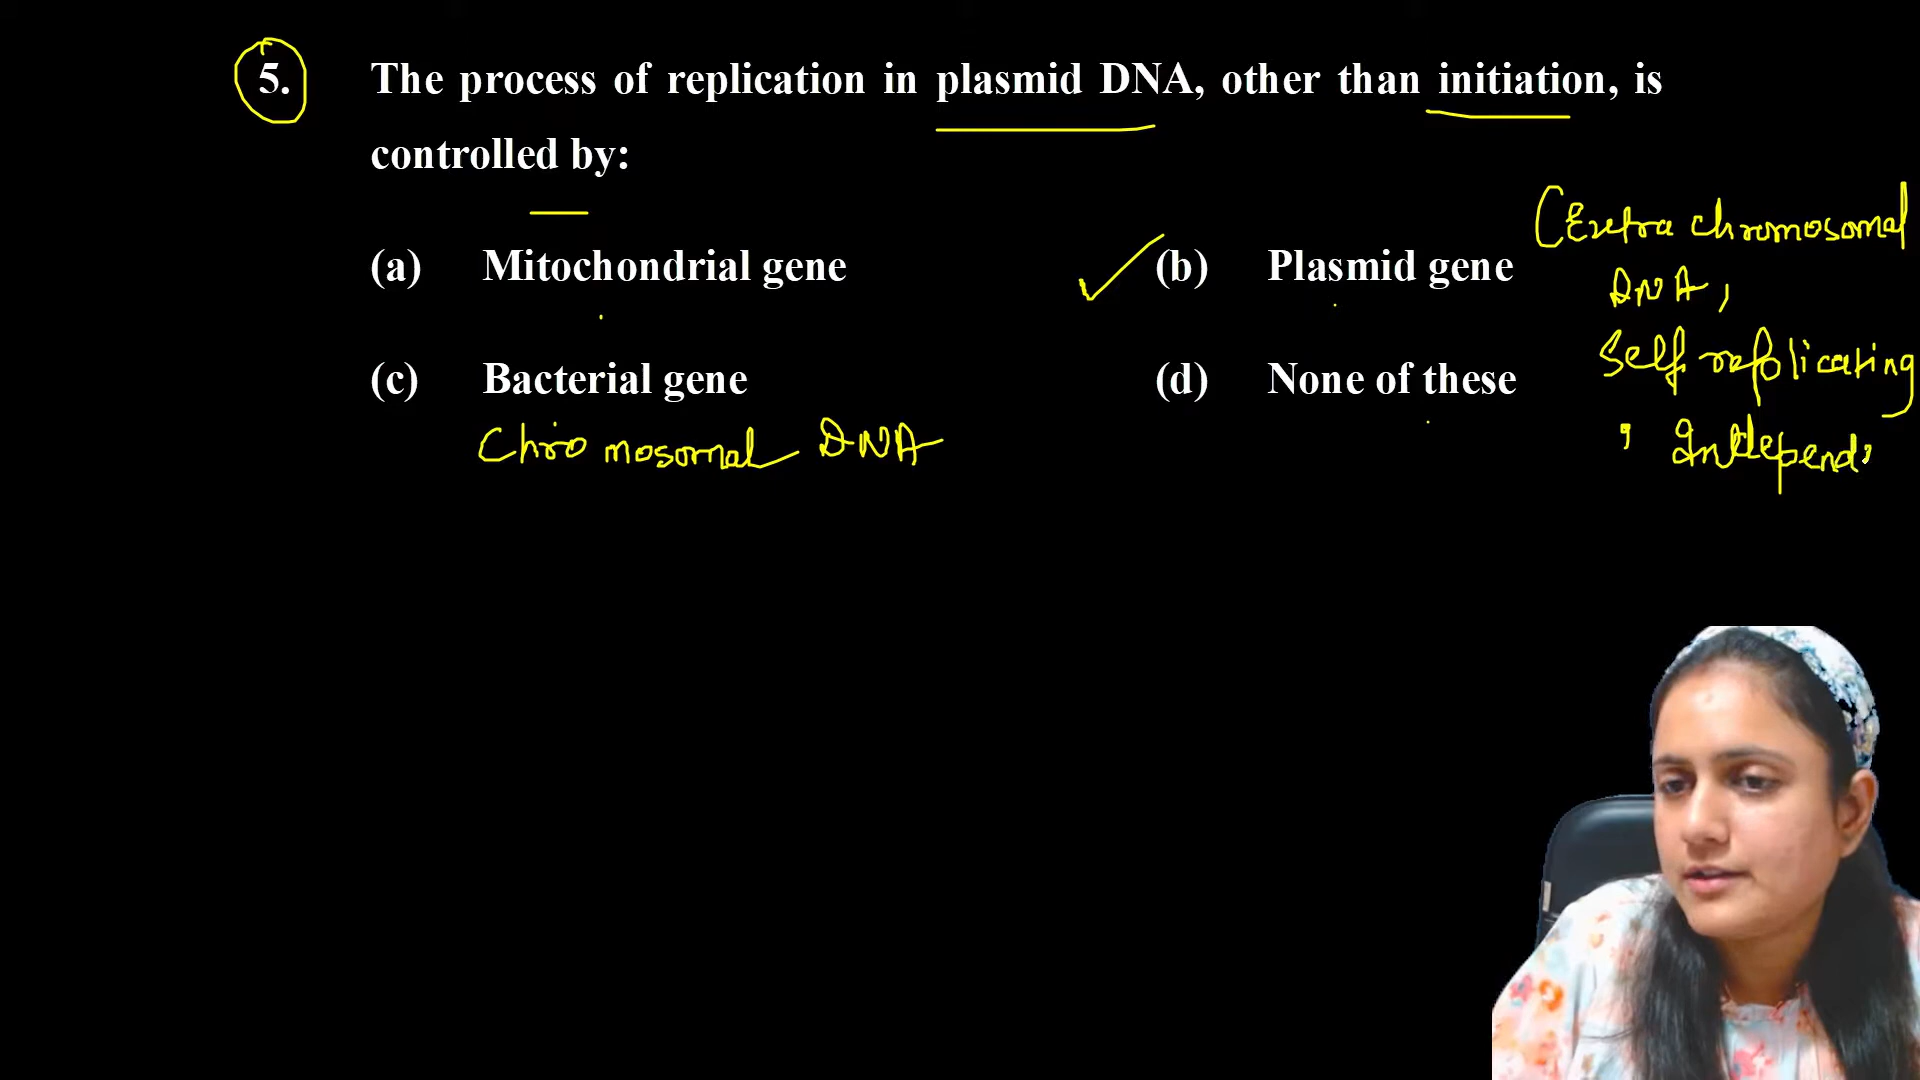 5. The process of replication in plasmid DNA, other than initiation, is
controlled by:
(a) Mitochondrial gene
(b) Plasmid gene
(Extra chromosomal
DNA,
Self replicating
, Independ.
(c) Bacterial gene
(d) None of these
Chromosomal DNA